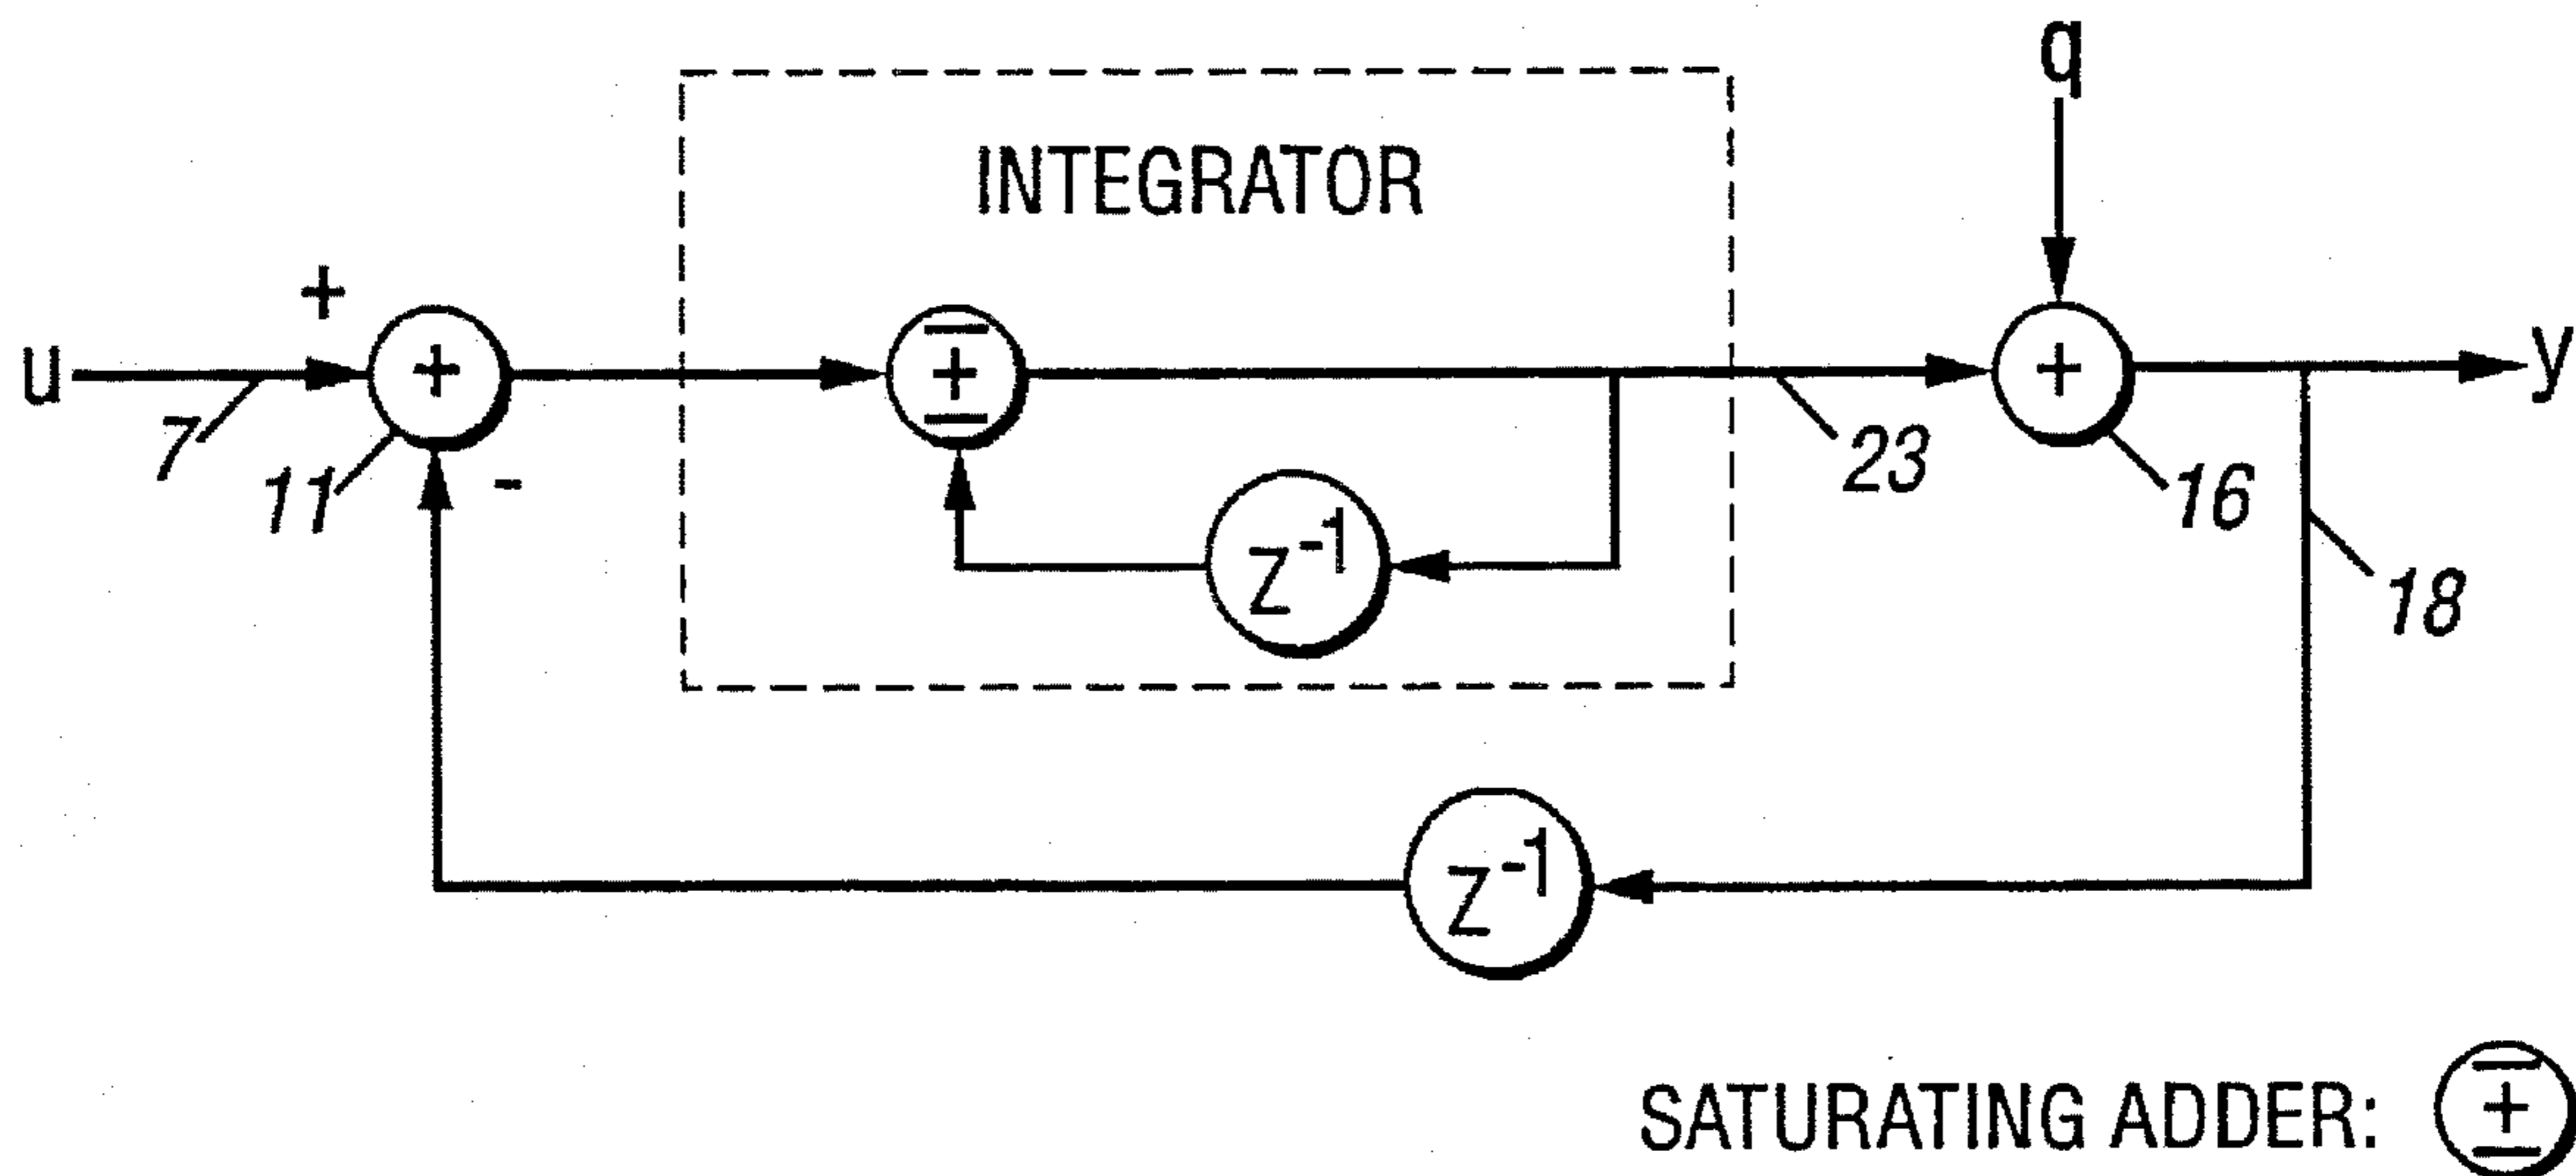 q
INTEGRATOR
+
u
+
+
+
y
7
11
-
23
16
z⁻¹
18
z⁻¹
SATURATING ADDER: +